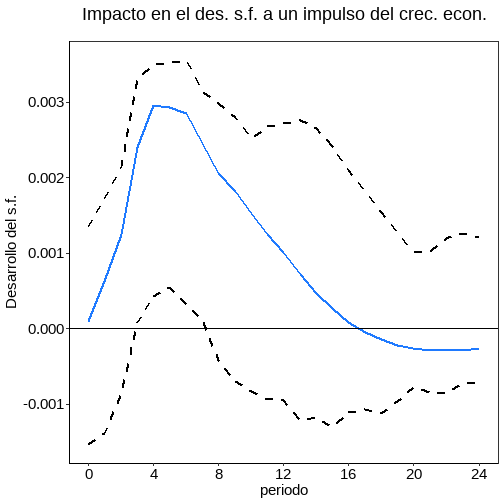 Impacto en el des. s.f. a un impulso del crec. econ.
Desarrollo del s.f.
0.003
0.002
0.001
0.000
-0.001
0 4 8 12 16 20 24
periodo